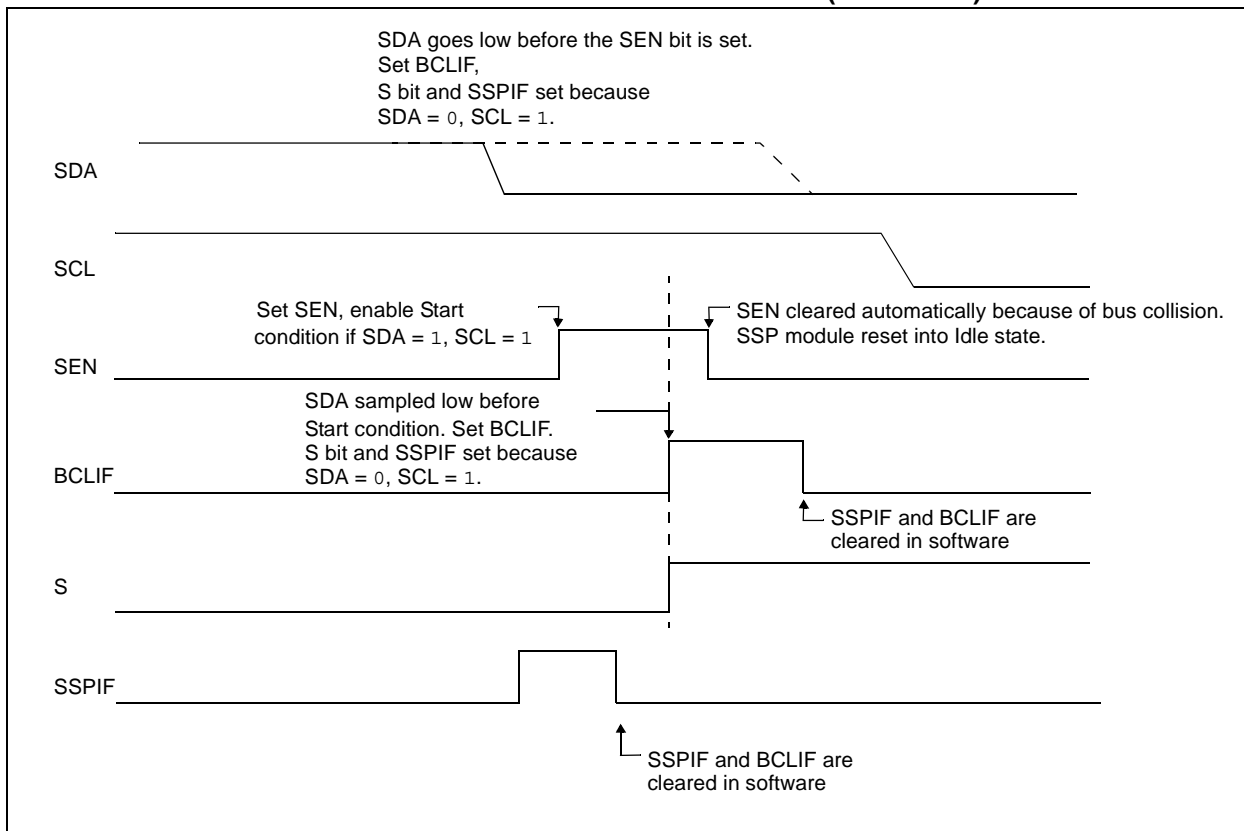 SDA goes low before the SEN bit is set.
Set BCLIF,
S bit and SSPIF set because
SDA = 0, SCL = 1.
SDA
SCL
Set SEN, enable Start
condition if SDA = 1, SCL = 1
SEN cleared automatically because of bus collision.
SSP module reset into Idle state.
SEN
SDA sampled low before
Start condition. Set BCLIF.
S bit and SSPIF set because
SDA = 0, SCL = 1.
BCLIF
SSPIF and BCLIF are
cleared in software
S
SSPIF
SSPIF and BCLIF are
cleared in software